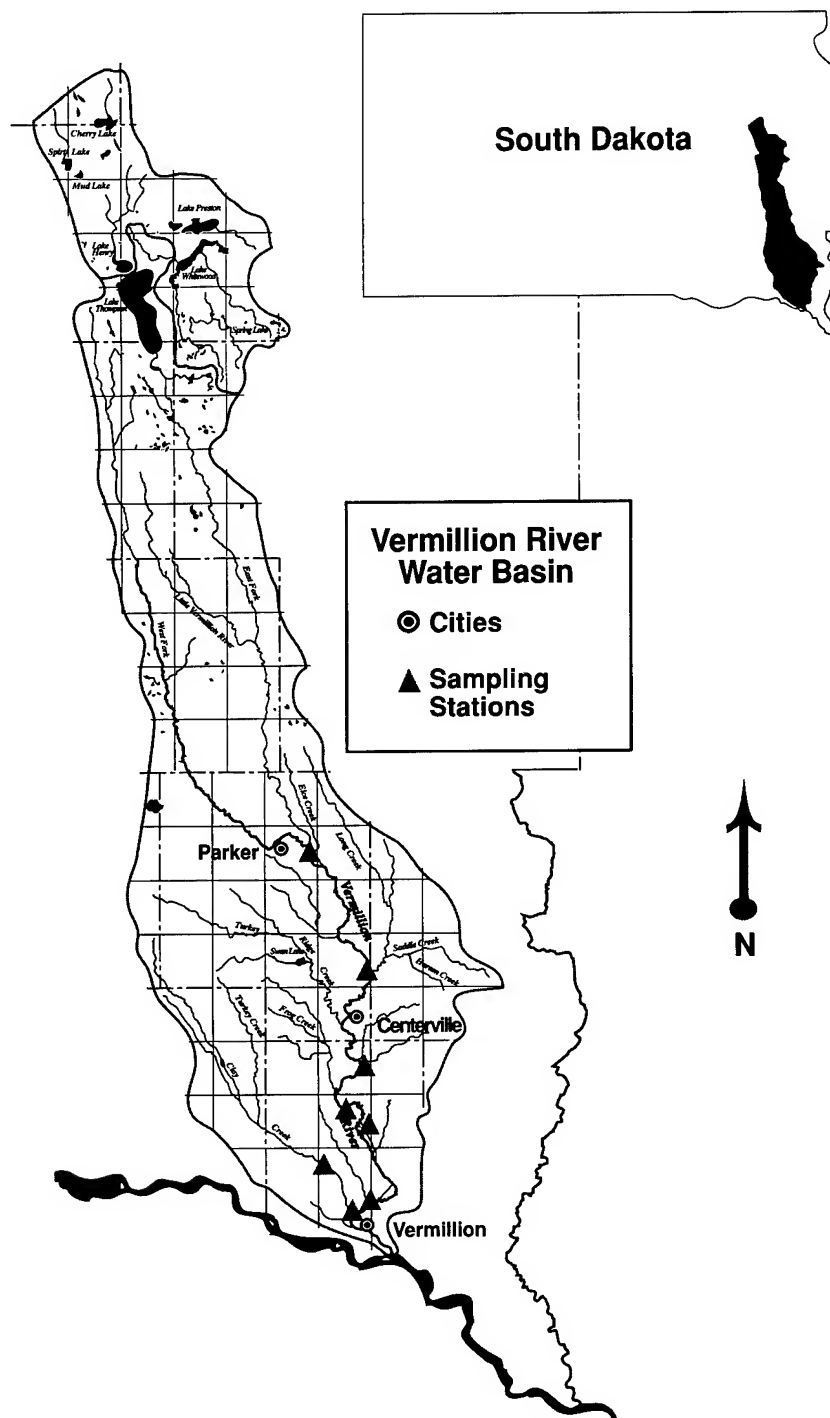 South Dakota
Cherry Lake
Spirit Lake
Mud Lake
Lake Preston
Lake
Henry
Lake
Whitewood
Lake
Thompson
Spring Lake
Vermillion River
Water Basin
Cities
Sampling
Stations
East Fork
Little Vermillion River
West Fork
Parker
Long Creek
Vermillion
Turkey
Ridge
Creek
Swan Lake
Saddle Creek
Turkey Creek
Frog Creek
Centerville
Clay
Creek
River
Vermillion
N